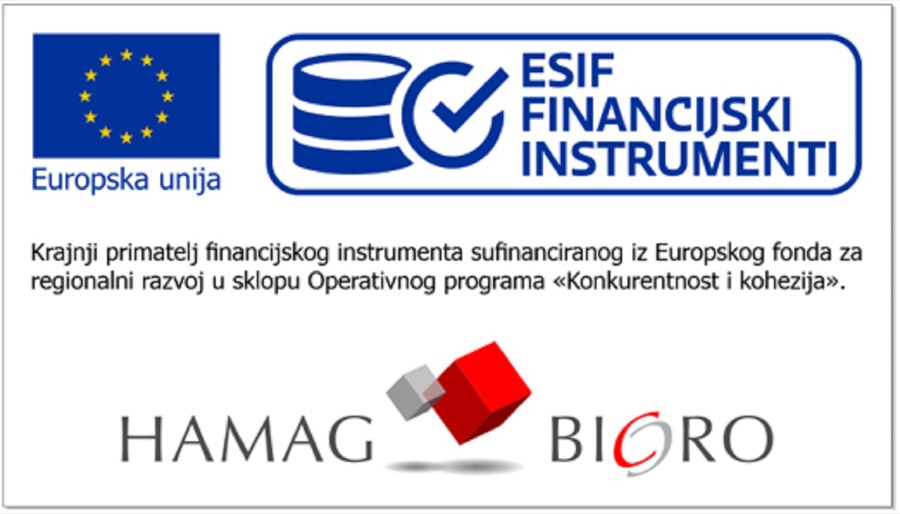 Europska unija
ESIF
FINANCIJSKI
INSTRUMENTI
Krajnji primatelj financijskog instrumenta sufinanciranog iz Europskog fonda za
regionalni razvoj u sklopu Operativnog programa «Konkurentnost i kohezija».
HAMAG BICRO